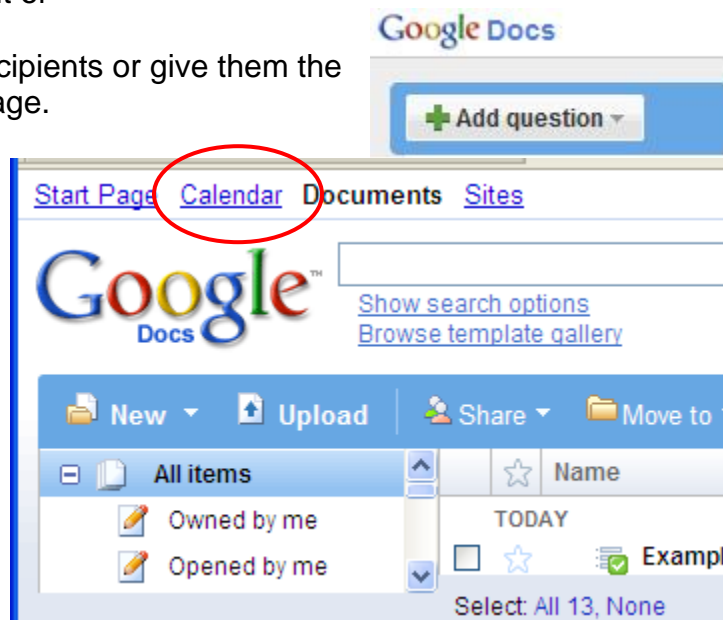 Google Docs
cipients or give them the
age.
Add question
Start Page Calendar Documents Sites
Google™
Docs
Show search options
Browse template gallery
New Upload Share Move to
All items Name
Owned by me TODAY
Opened by me Exampl
Select: All 13, None